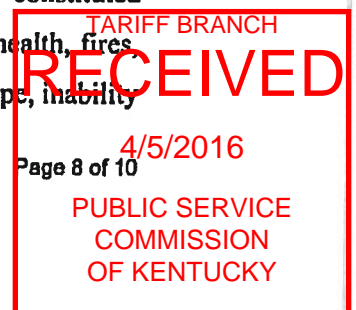 TARIFF BRANCH
health, fires,
RECEIVED
pe, inability
4/5/2016
Page 8 of 10
PUBLIC SERVICE
COMMISSION
OF KENTUCKY